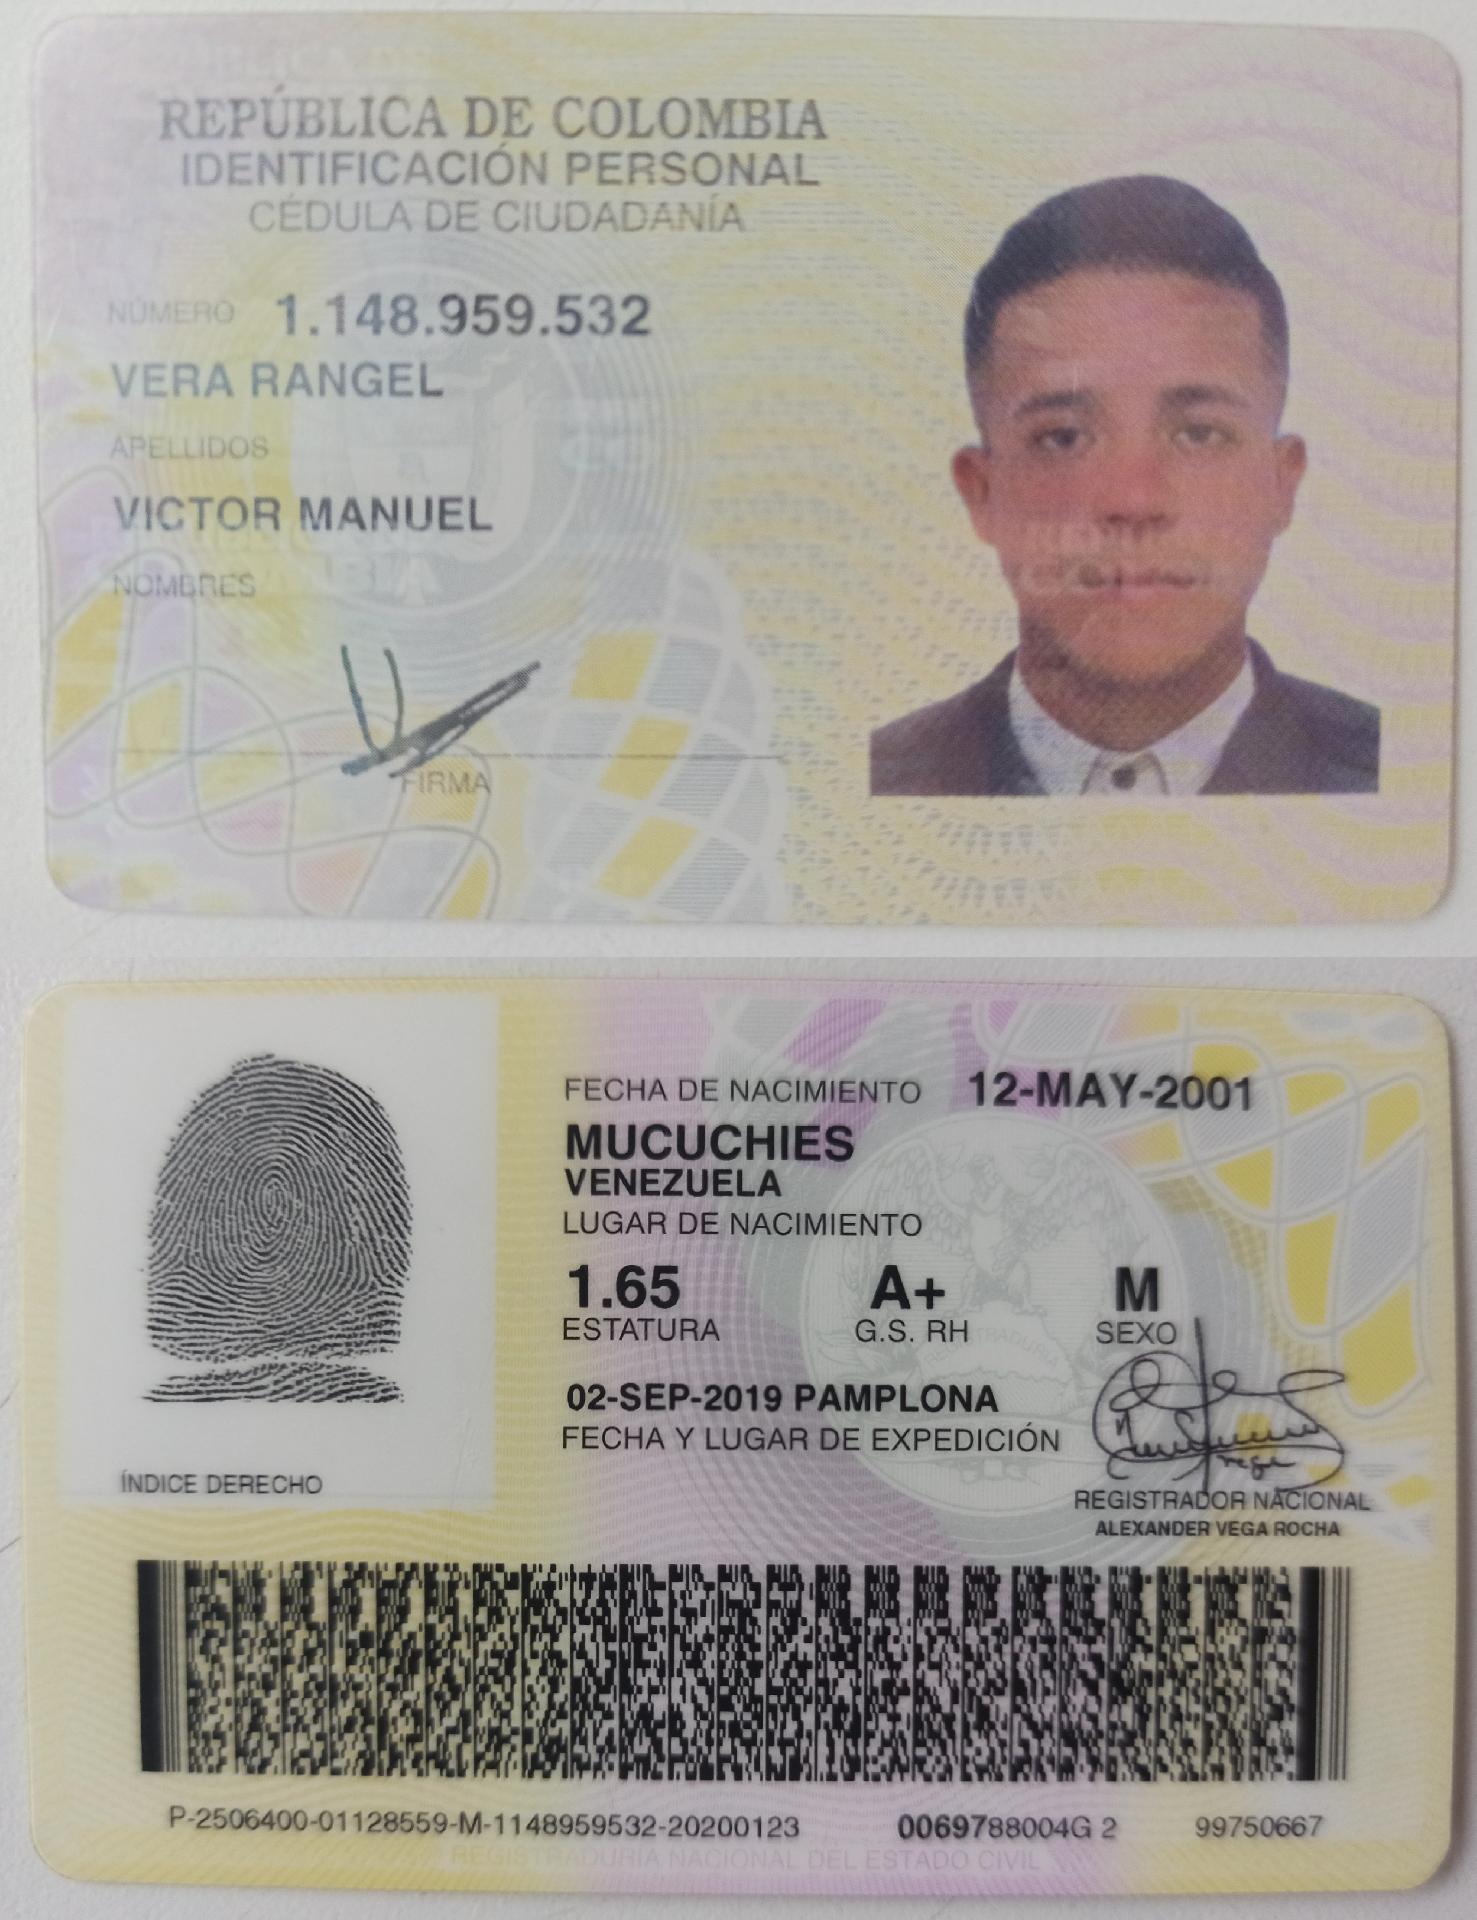 REPÚBLICA DE COLOMBIA
IDENTIFICACIÓN PERSONAL
CÉDULA DE CIUDADANÍA
NÚMERO 1.148.959.532
VERA RANGEL
APELLIDOS
VICTOR MANUEL
NOMBRES
FIRMA
FECHA DE NACIMIENTO 12-MAY-2001
MUCUCHIES
VENEZUELA
LUGAR DE NACIMIENTO
1.65 A+ M
ESTATURA G.S. RH SEXO
02-SEP-2019 PAMPLONA
FECHA Y LUGAR DE EXPEDICIÓN
ÍNDICE DERECHO
REGISTRADOR NACIONAL
ALEXANDER VEGA ROCHA
P-2506400-01128559-M-1148959532-20200123 0069788004G 2 99750667
REGISTRADURÍA NACIONAL DEL ESTADO CIVIL